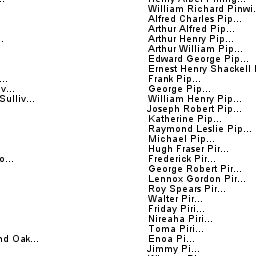 William Richard Pinwi.
Alfred Charles Pip...
Arthur Alfred Pip...
Arthur Henry Pip...
Arthur William Pip...
Edward George Pip...
Ernest Henry Shackell
Frank Pip...
v... George Pip...
Sulliv... William Henry Pip...
Joseph Robert Pip...
Katherine Pip...
Raymond Leslie Pip...
Michael Pip...
Hugh Fraser Pir...
o... Frederick Pir...
George Robert Pir...
Lennox Gordon Pir...
Roy Spears Pir...
Walter Pir...
Friday Piri...
Nireaha Piri...
Toma Piri...
nd Oak... Enoa Pi...
Jimmy Pi...